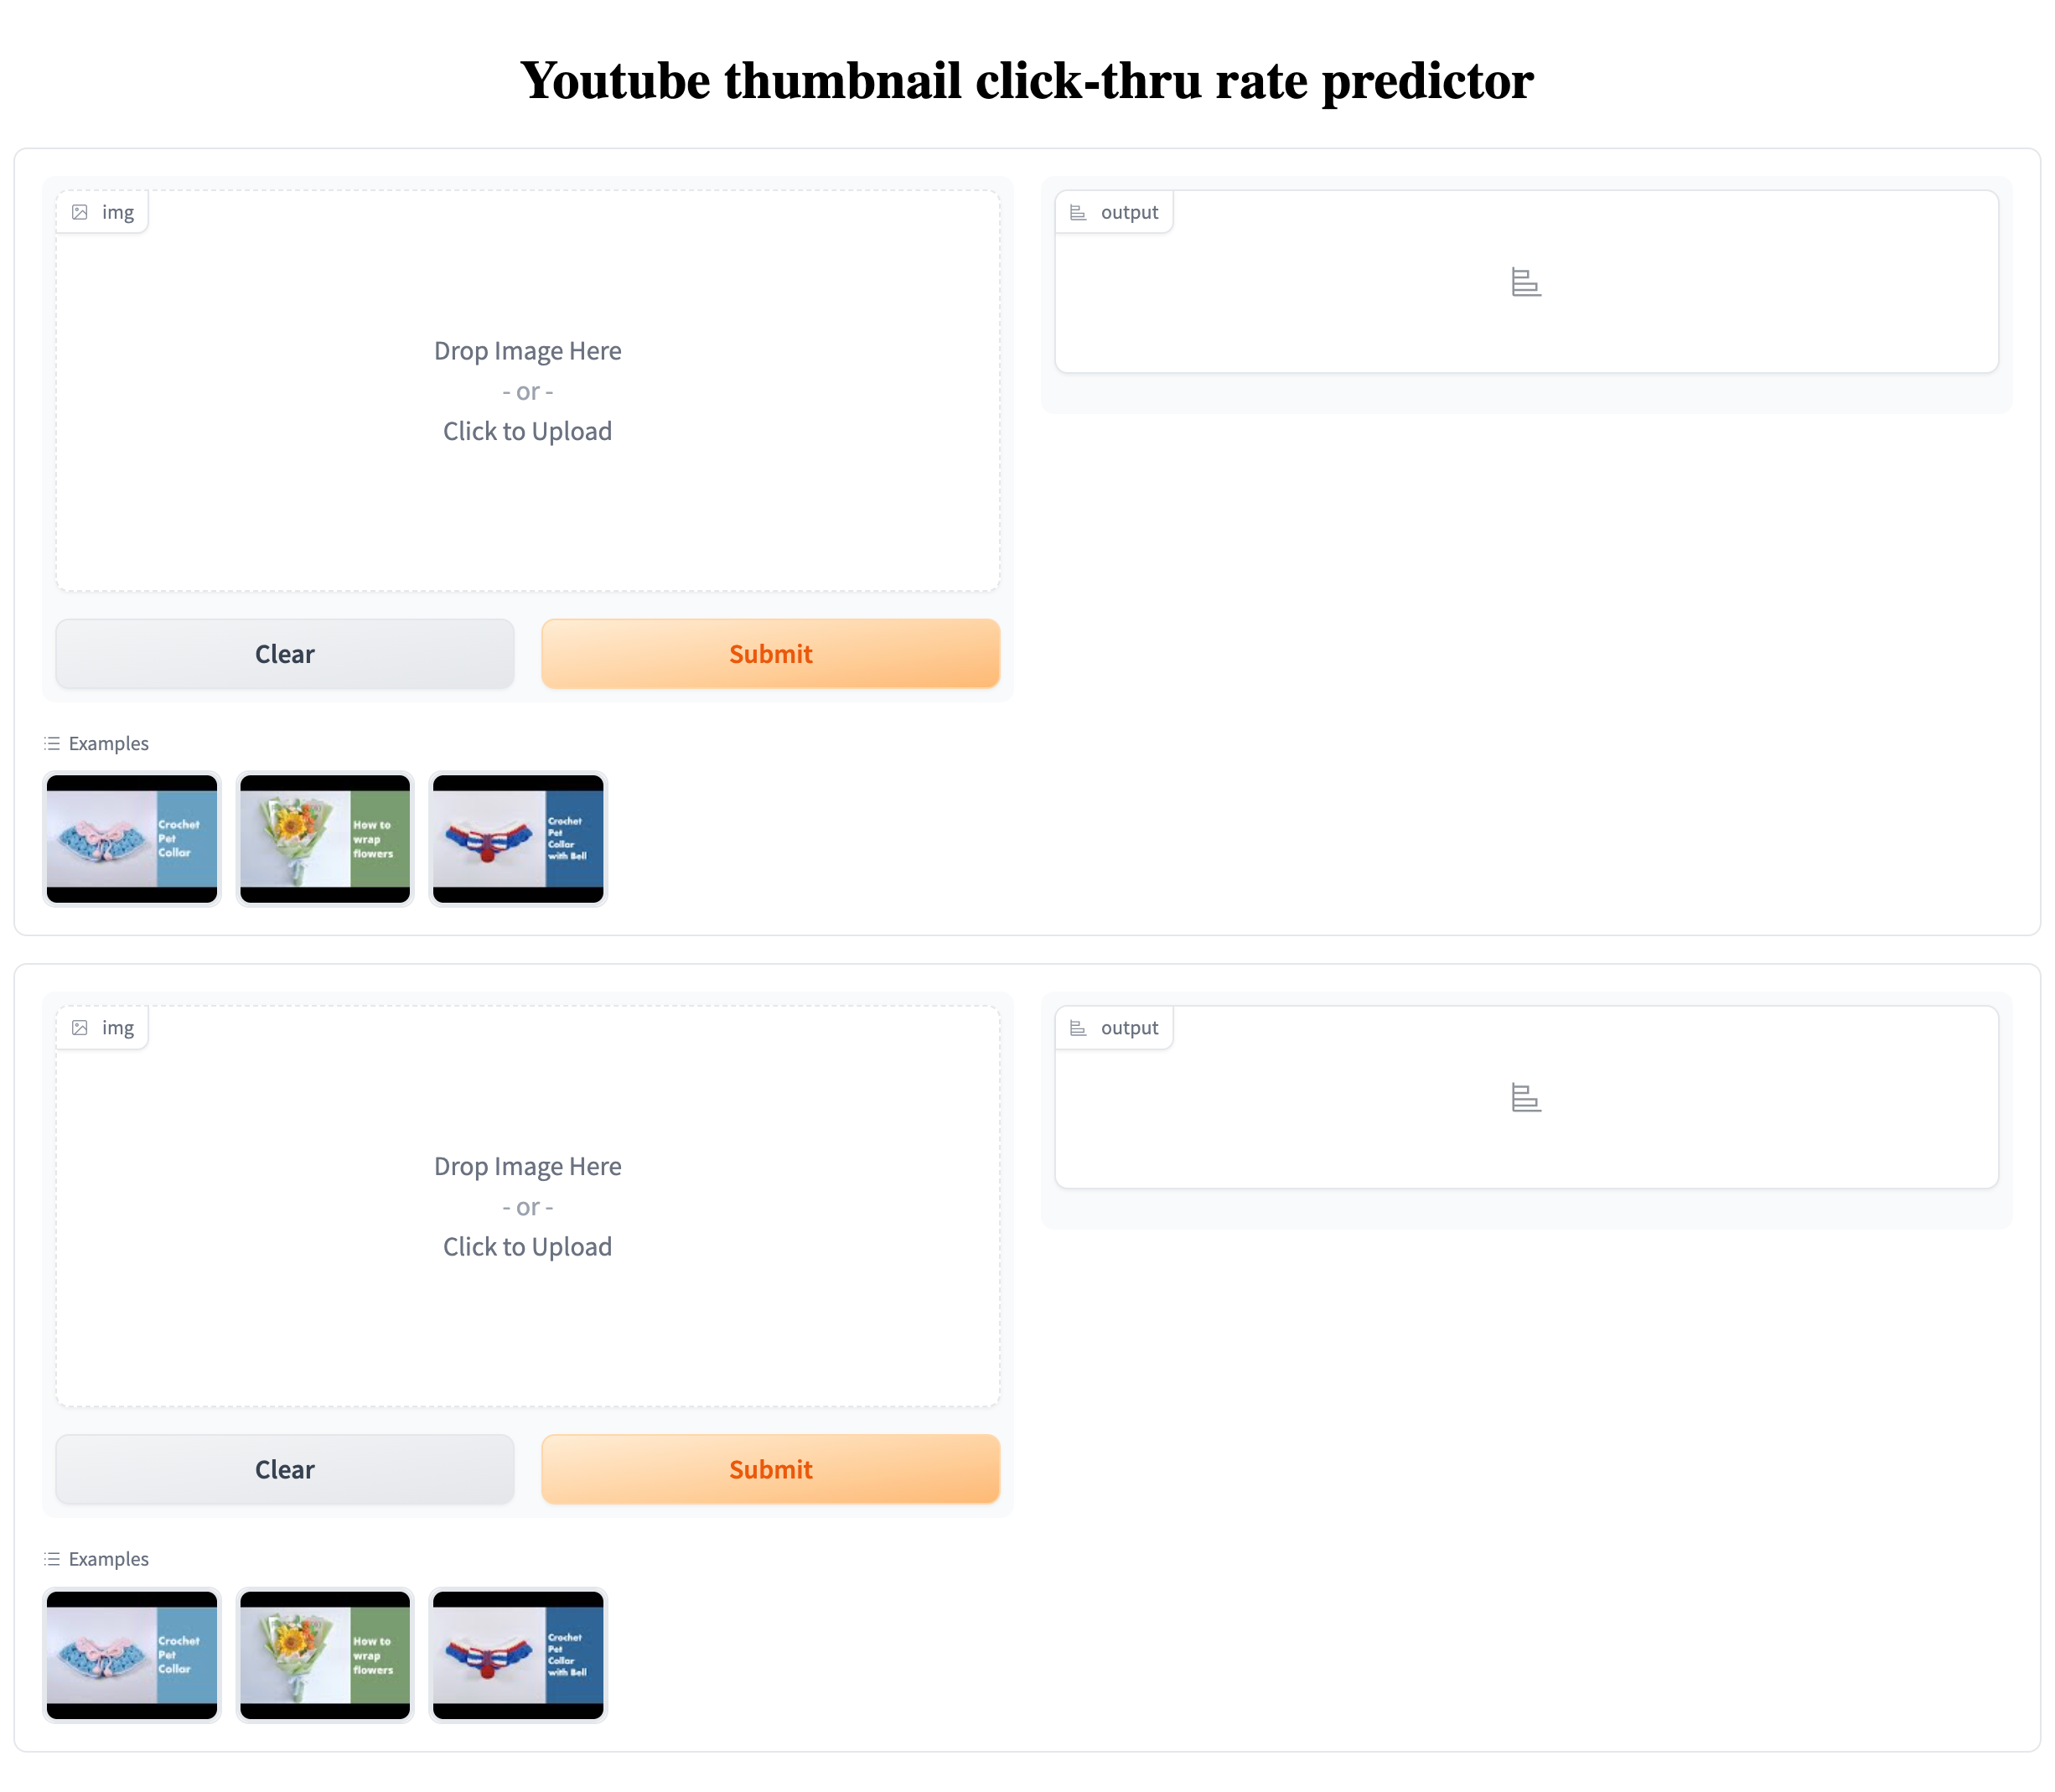 Youtube thumbnail click-thru rate predictor
img
output
Drop Image Here
- or -
Click to Upload
Clear
Submit
Examples
Crochet
Pet
Collar
How to
wrap
flowers
Crochet
Pet
Collar
with Bell
img
output
Drop Image Here
- or -
Click to Upload
Clear
Submit
Examples
Crochet
Pet
Collar
How to
wrap
flowers
Crochet
Pet
Collar
with Bell